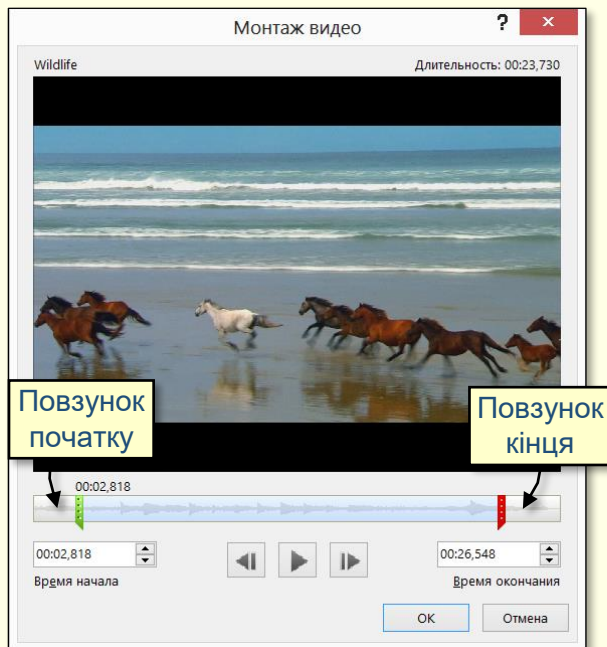 Монтаж видео
?
×
Wildlife
Длительность: 00:23,730
Повзунок
початку
Повзунок
кінця
00:02,818
00:02,818
00:26,548
Время начала
Время окончания
ОК
Отмена